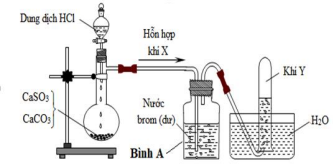 Dung dịch HCl
Hỗn hợp
khí X
Khí Y
CaSO3
CaCO3
Nước
brom (dư)
H2O
Bình A